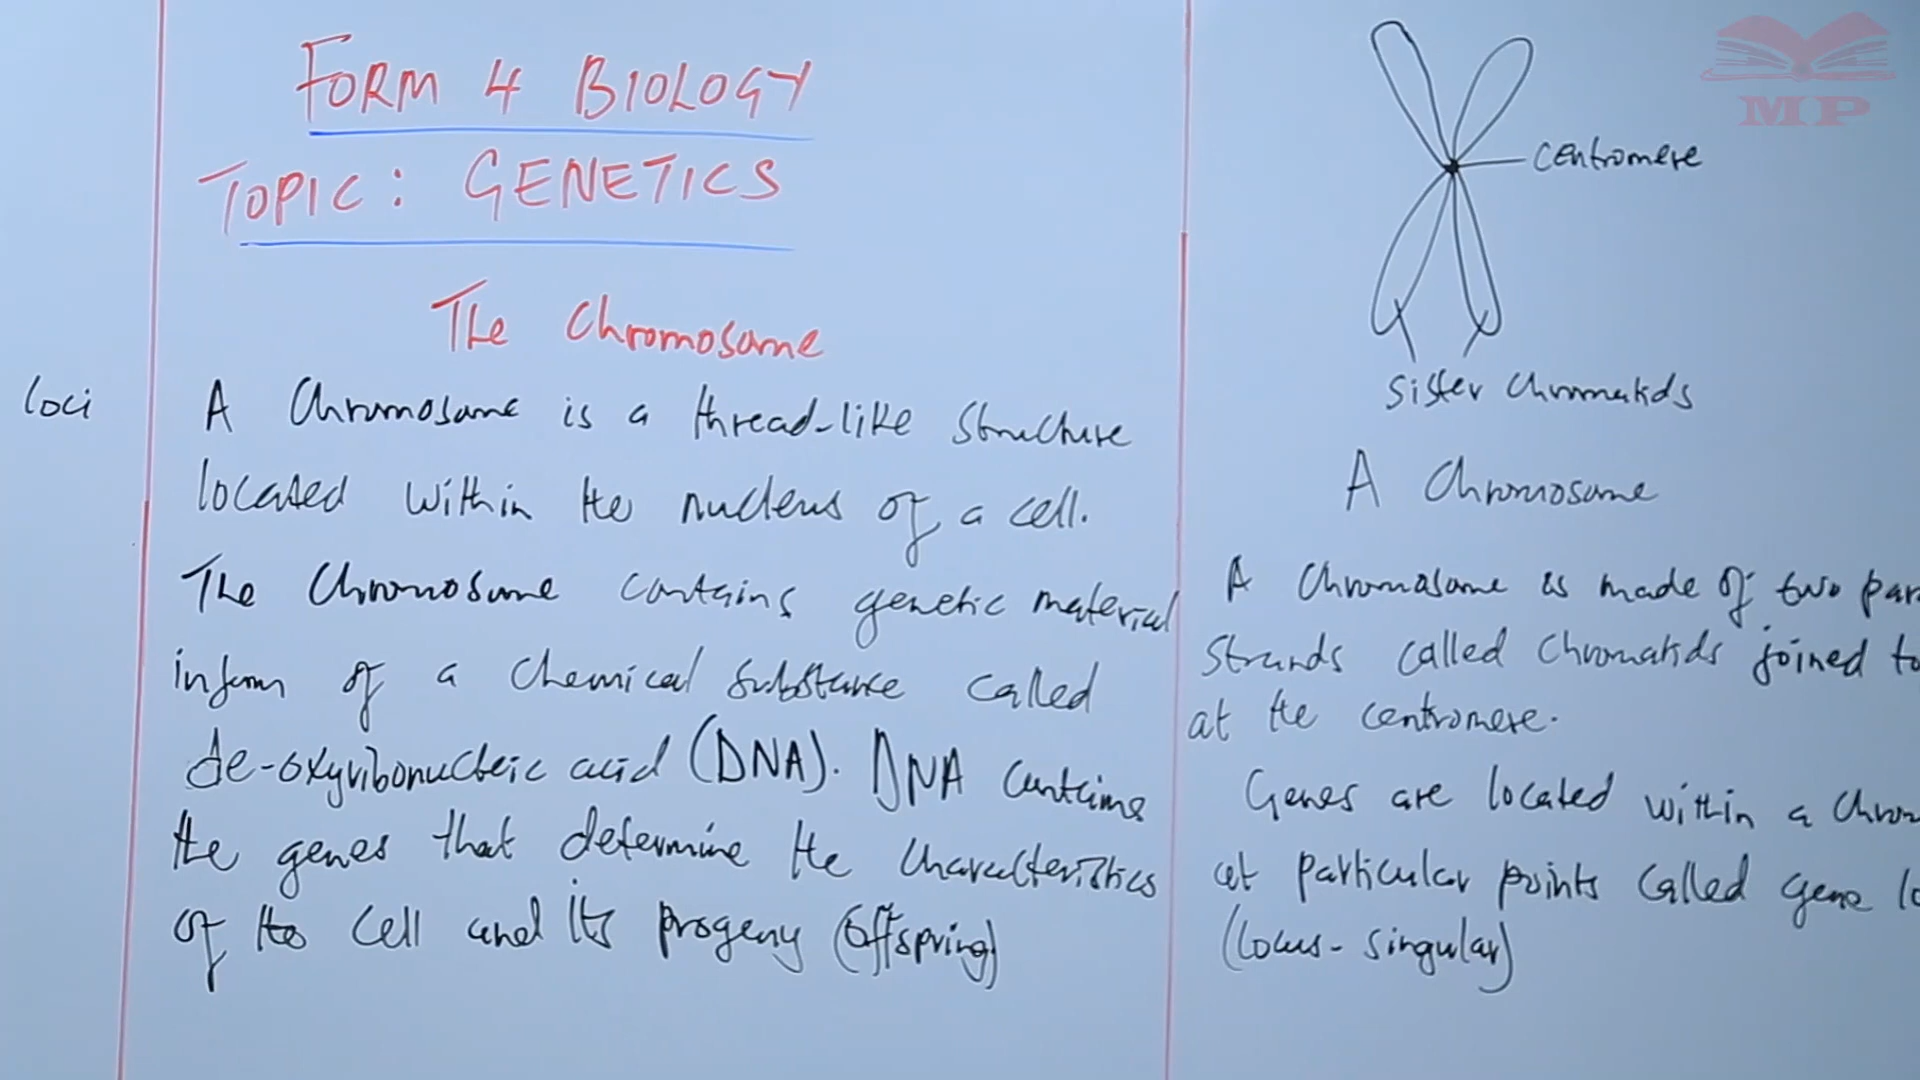 FORM 4 BIOLOGY
TOPIC: GENETICS
The Chromosome
loci
A Chromosome is a thread-like structure
located within the nucleus of a cell.
The Chromosome contains genetic material
inform of a chemical substance called
de-oxyribonucleic acid (DNA). DNA contains
the genes that determine the characteristics
of the cell and its progeny (offspring)
centromere
Sister Chromatids
A Chromosome
A Chromosome is made of two par
Strands called chromatids joined to
at the centromere.
Genes are located within a chrom
at particular points called gene lo
(locus - singular)
MP